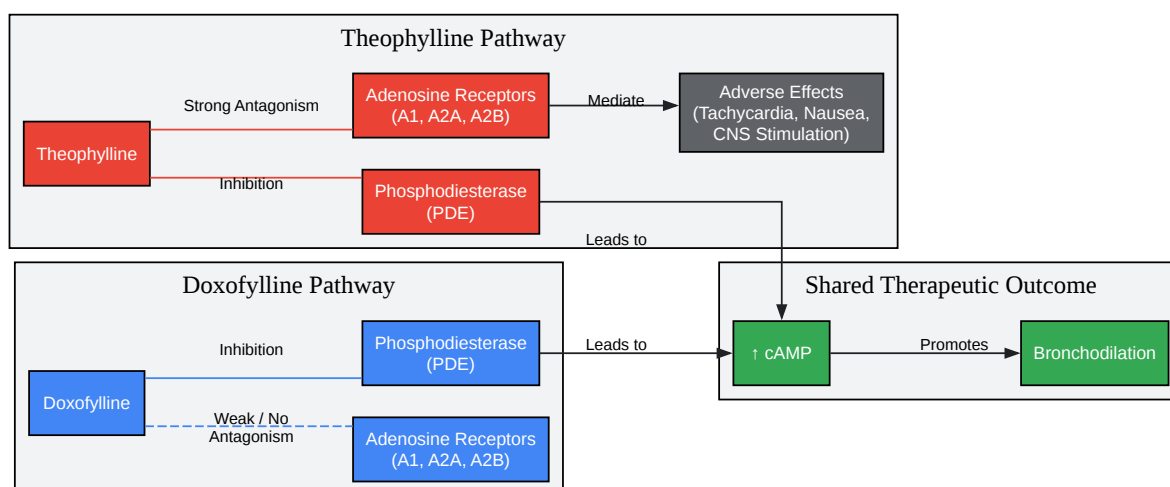 Theophylline Pathway
Strong Antagonism
Adenosine Receptors
(A1, A2A, A2B)
Mediate
Adverse Effects
(Tachycardia, Nausea,
CNS Stimulation)
Theophylline
Inhibition
Phosphodiesterase
(PDE)
Leads to
Doxofylline Pathway
Inhibition
Phosphodiesterase
(PDE)
Leads to
Doxofylline
Weak / No
Antagonism
Adenosine Receptors
(A1, A2A, A2B)
Shared Therapeutic Outcome
↑ cAMP
Promotes
Bronchodilation